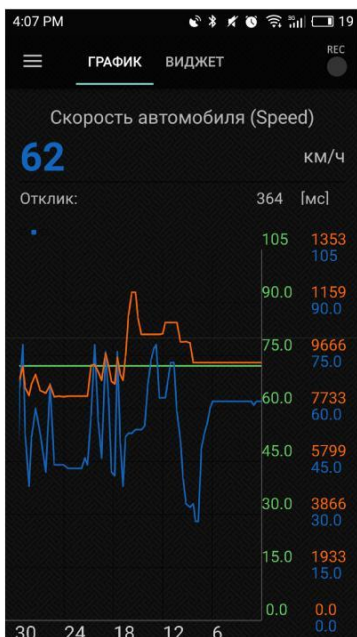 4:07 PM 3G 19
ГРАФИК ВИДЖЕТ REC
Скорость автомобиля (Speed)
62 км/ч
Отклик: 364 [мс]
105 1353
105
90.0 1159
90.0
75.0 9666
75.0
60.0 7733
60.0
45.0 5799
45.0
30.0 3866
30.0
15.0 1933
15.0
0.0 0.0
0.0
30 24 18 12 6